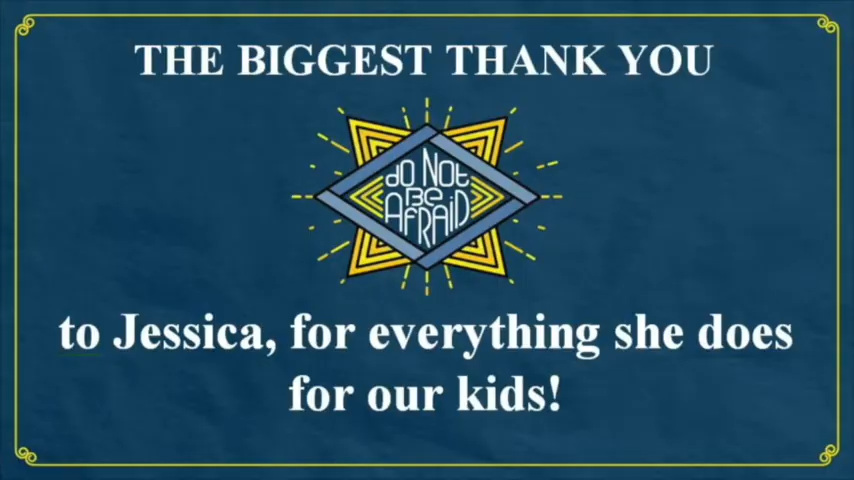 THE BIGGEST THANK YOU
do Not
Be
AfRAiD
to Jessica, for everything she does
for our kids!